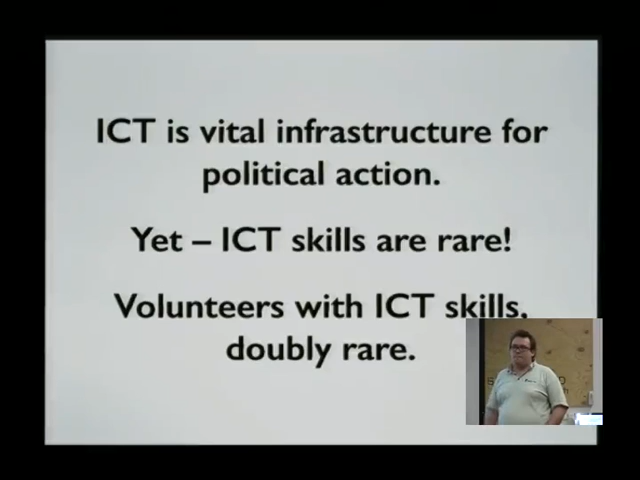 ICT is vital infrastructure for
political action.
Yet – ICT skills are rare!
Volunteers with ICT skills,
doubly rare.